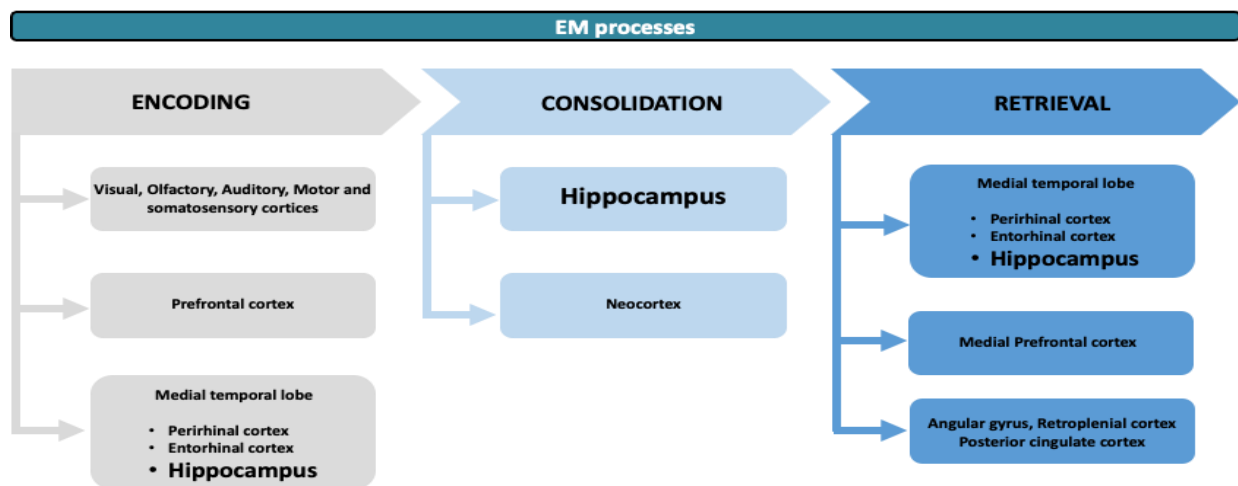 EM processes
ENCODING
Visual, Olfactory, Auditory, Motor and
somatosensory cortices
Prefrontal cortex
Medial temporal lobe
• Perirhinal cortex
• Entorhinal cortex
• Hippocampus
CONSOLIDATION
Hippocampus
Neocortex
RETRIEVAL
Medial temporal lobe
• Perirhinal cortex
• Entorhinal cortex
• Hippocampus
Medial Prefrontal cortex
Angular gyrus, Retroplenial cortex
Posterior cingulate cortex